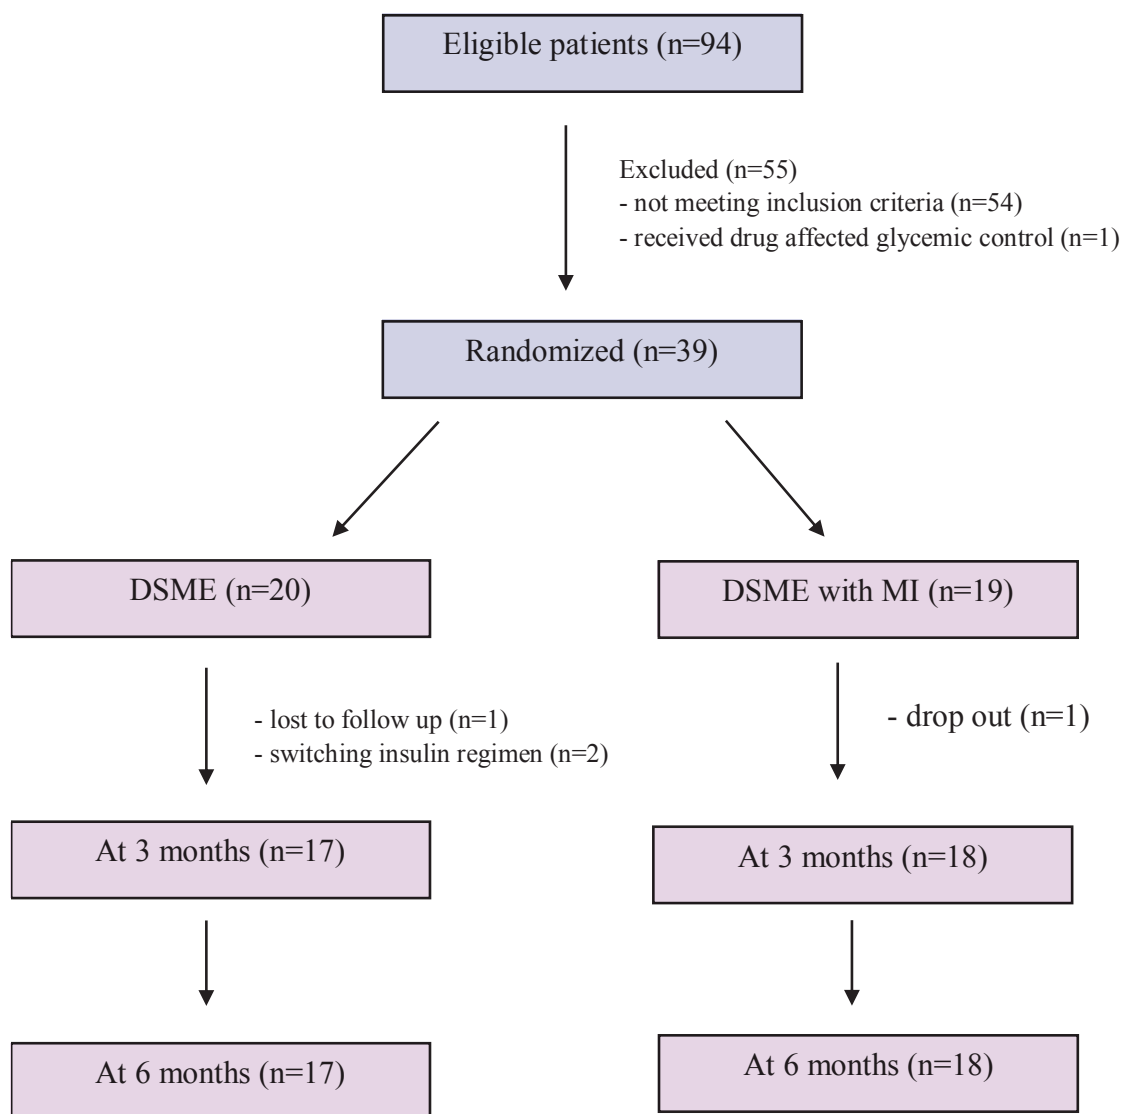 Eligible patients (n=94)
Excluded (n=55)
- not meeting inclusion criteria (n=54)
- received drug affected glycemic control (n=1)
Randomized (n=39)
DSME (n=20)
DSME with MI (n=19)
- lost to follow up (n=1)
- switching insulin regimen (n=2)
- drop out (n=1)
At 3 months (n=17)
At 3 months (n=18)
At 6 months (n=17)
At 6 months (n=18)